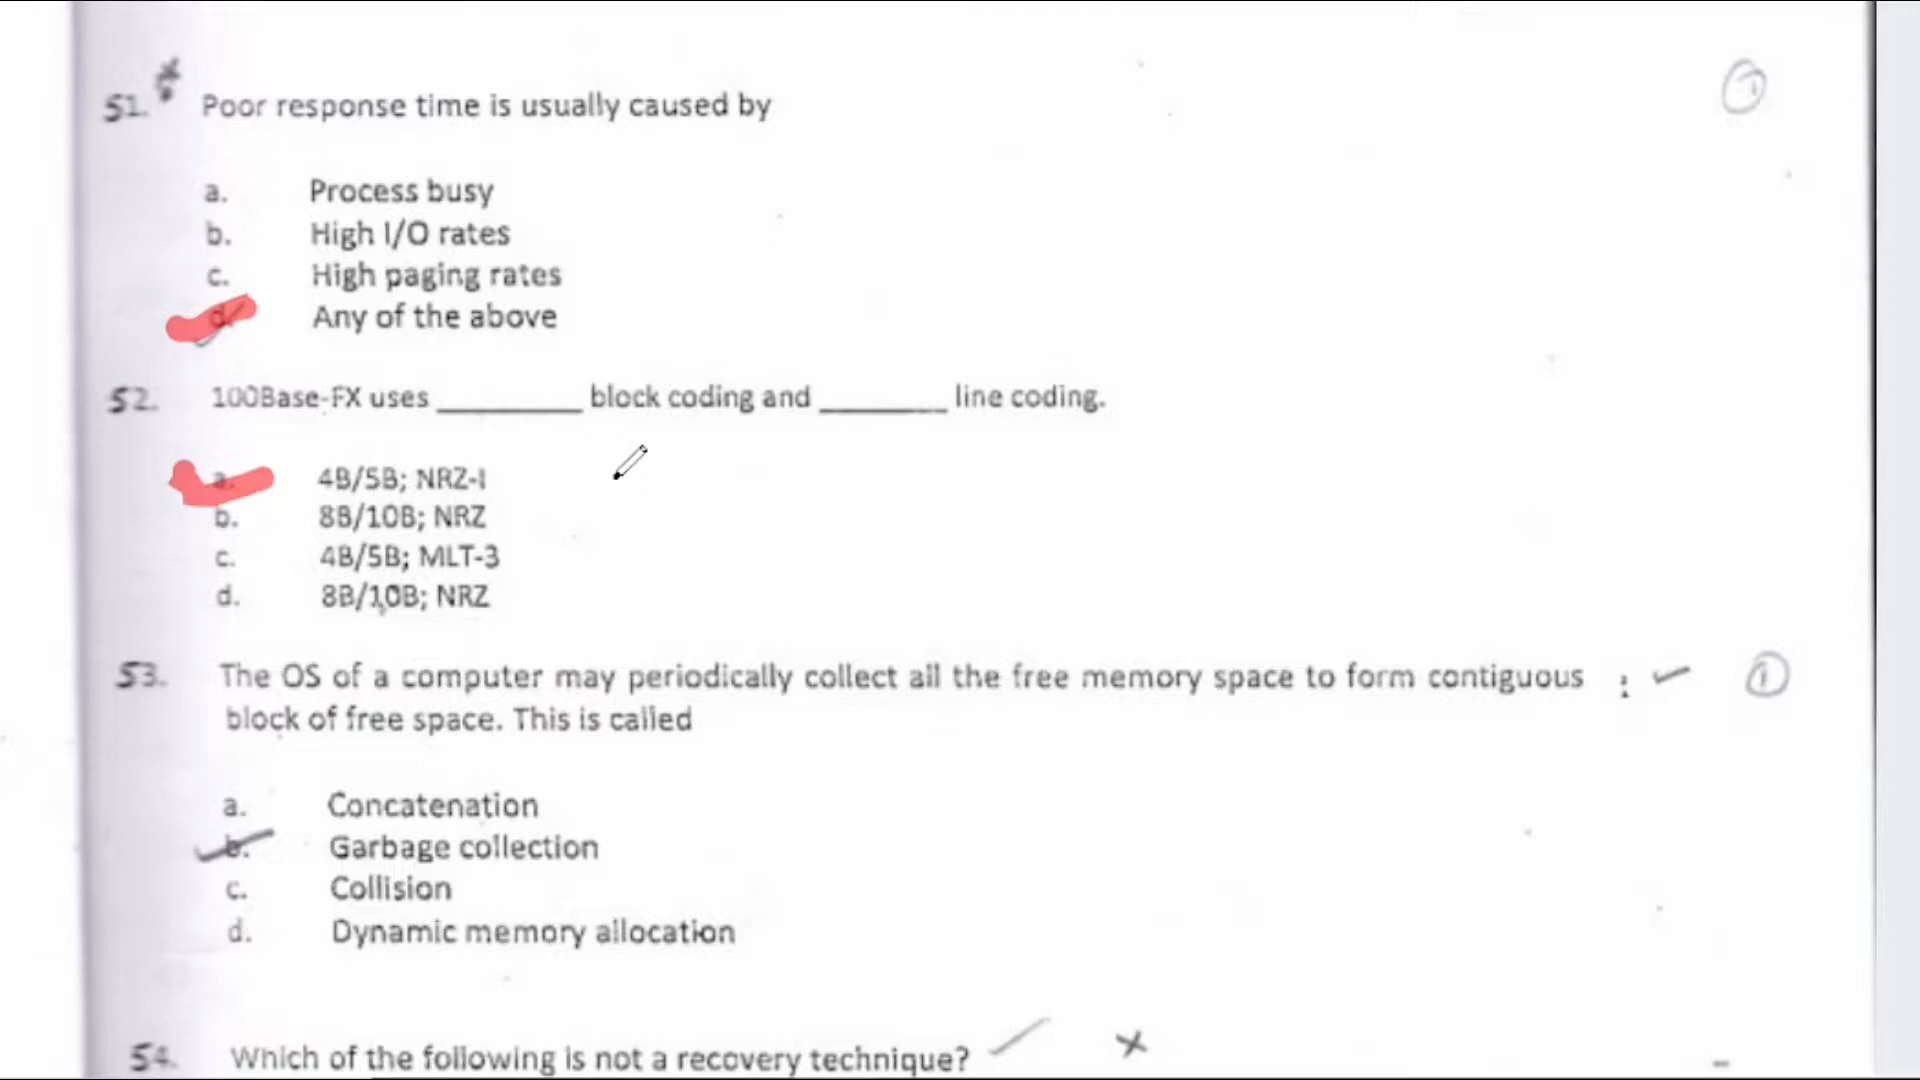 51. Poor response time is usually caused by
a. Process busy
b. High I/O rates
c. High paging rates
d. Any of the above
52. 100Base-FX uses ________ block coding and _______ line coding.
a. 4B/5B; NRZ-I
b. 8B/10B; NRZ
c. 4B/5B; MLT-3
d. 8B/10B; NRZ
53. The OS of a computer may periodically collect all the free memory space to form contiguous
block of free space. This is called
a. Concatenation
b. Garbage collection
c. Collision
d. Dynamic memory allocation
54. Which of the following is not a recovery technique?